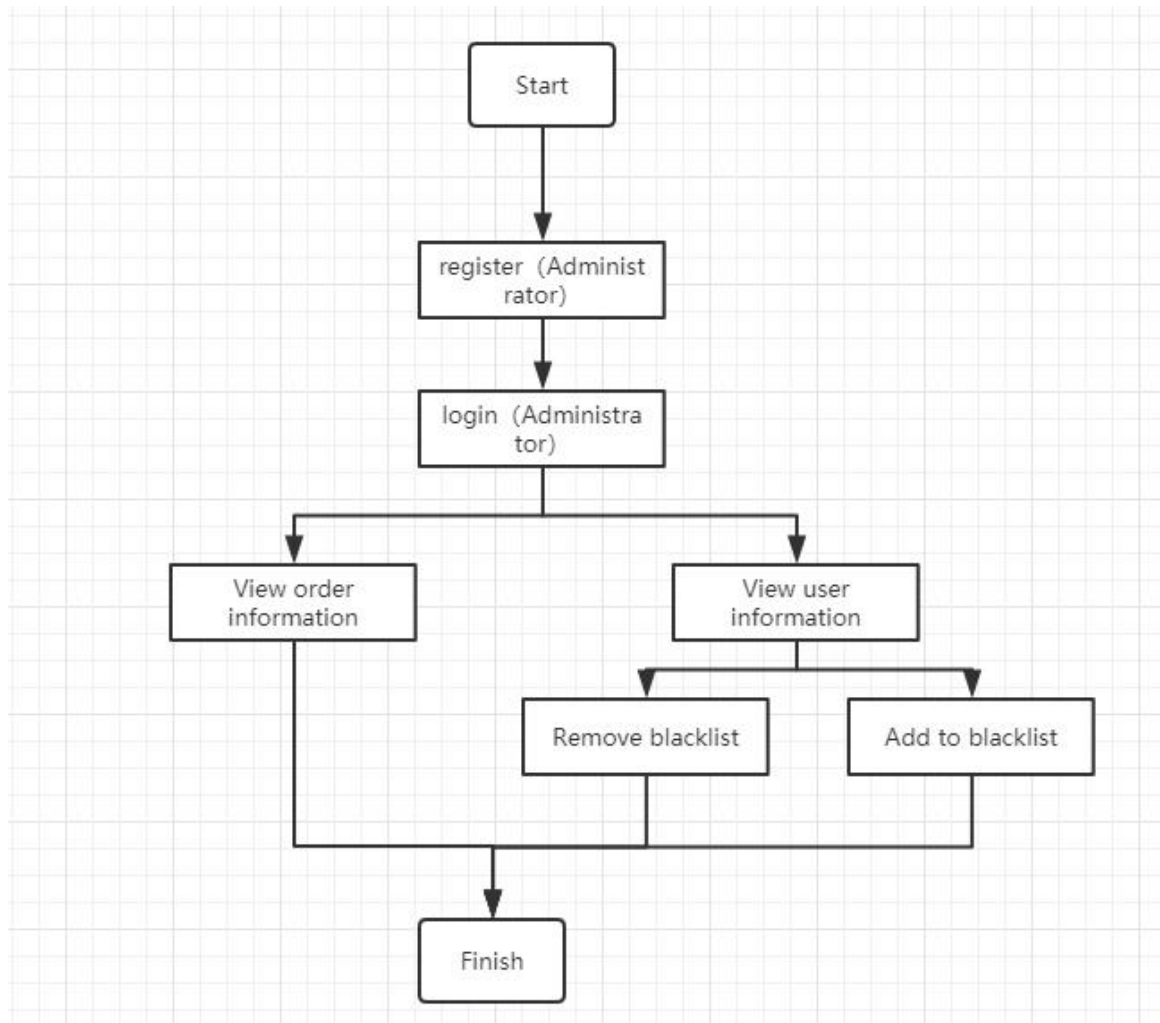 Start
register（Administ
rator）
login（Administra
tor）
View order
information
View user
information
Remove blacklist
Add to blacklist
Finish